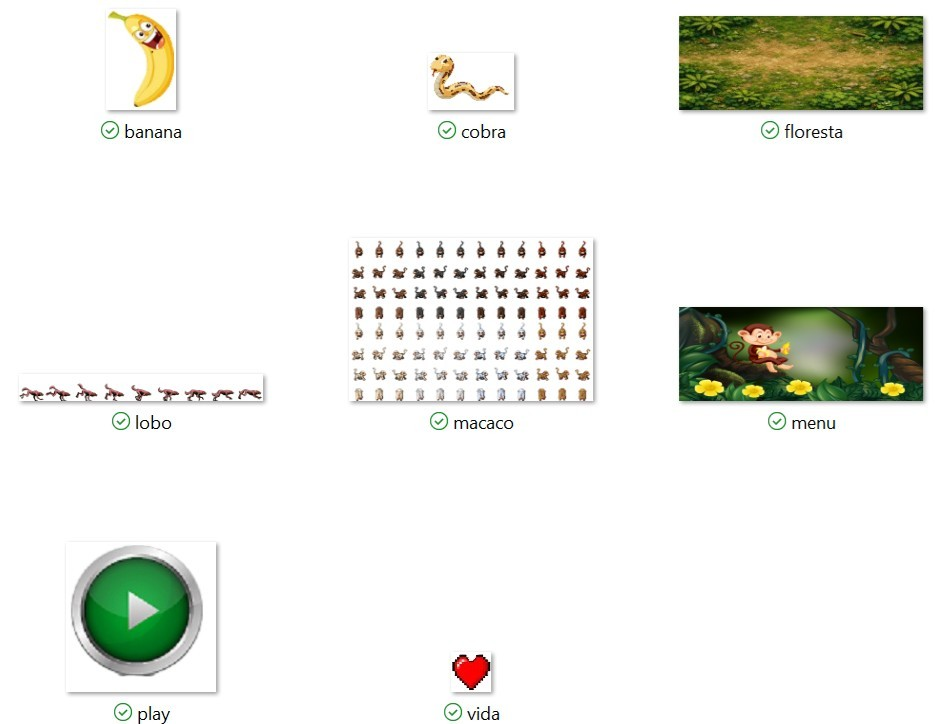 banana
cobra
floresta
lobo
macaco
menu
play
vida